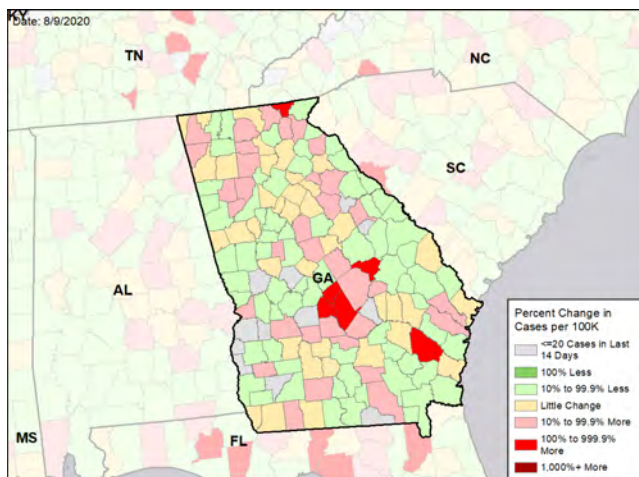 KY
Date: 8/9/2020
TN
NC
SC
GA
AL
MS
FL
Percent Change in
Cases per 100K
<=20 Cases in Last
14 Days
100% Less
10% to 99.9% Less
Little Change
10% to 99.9% More
100% to 999.9%
More
1,000%+ More